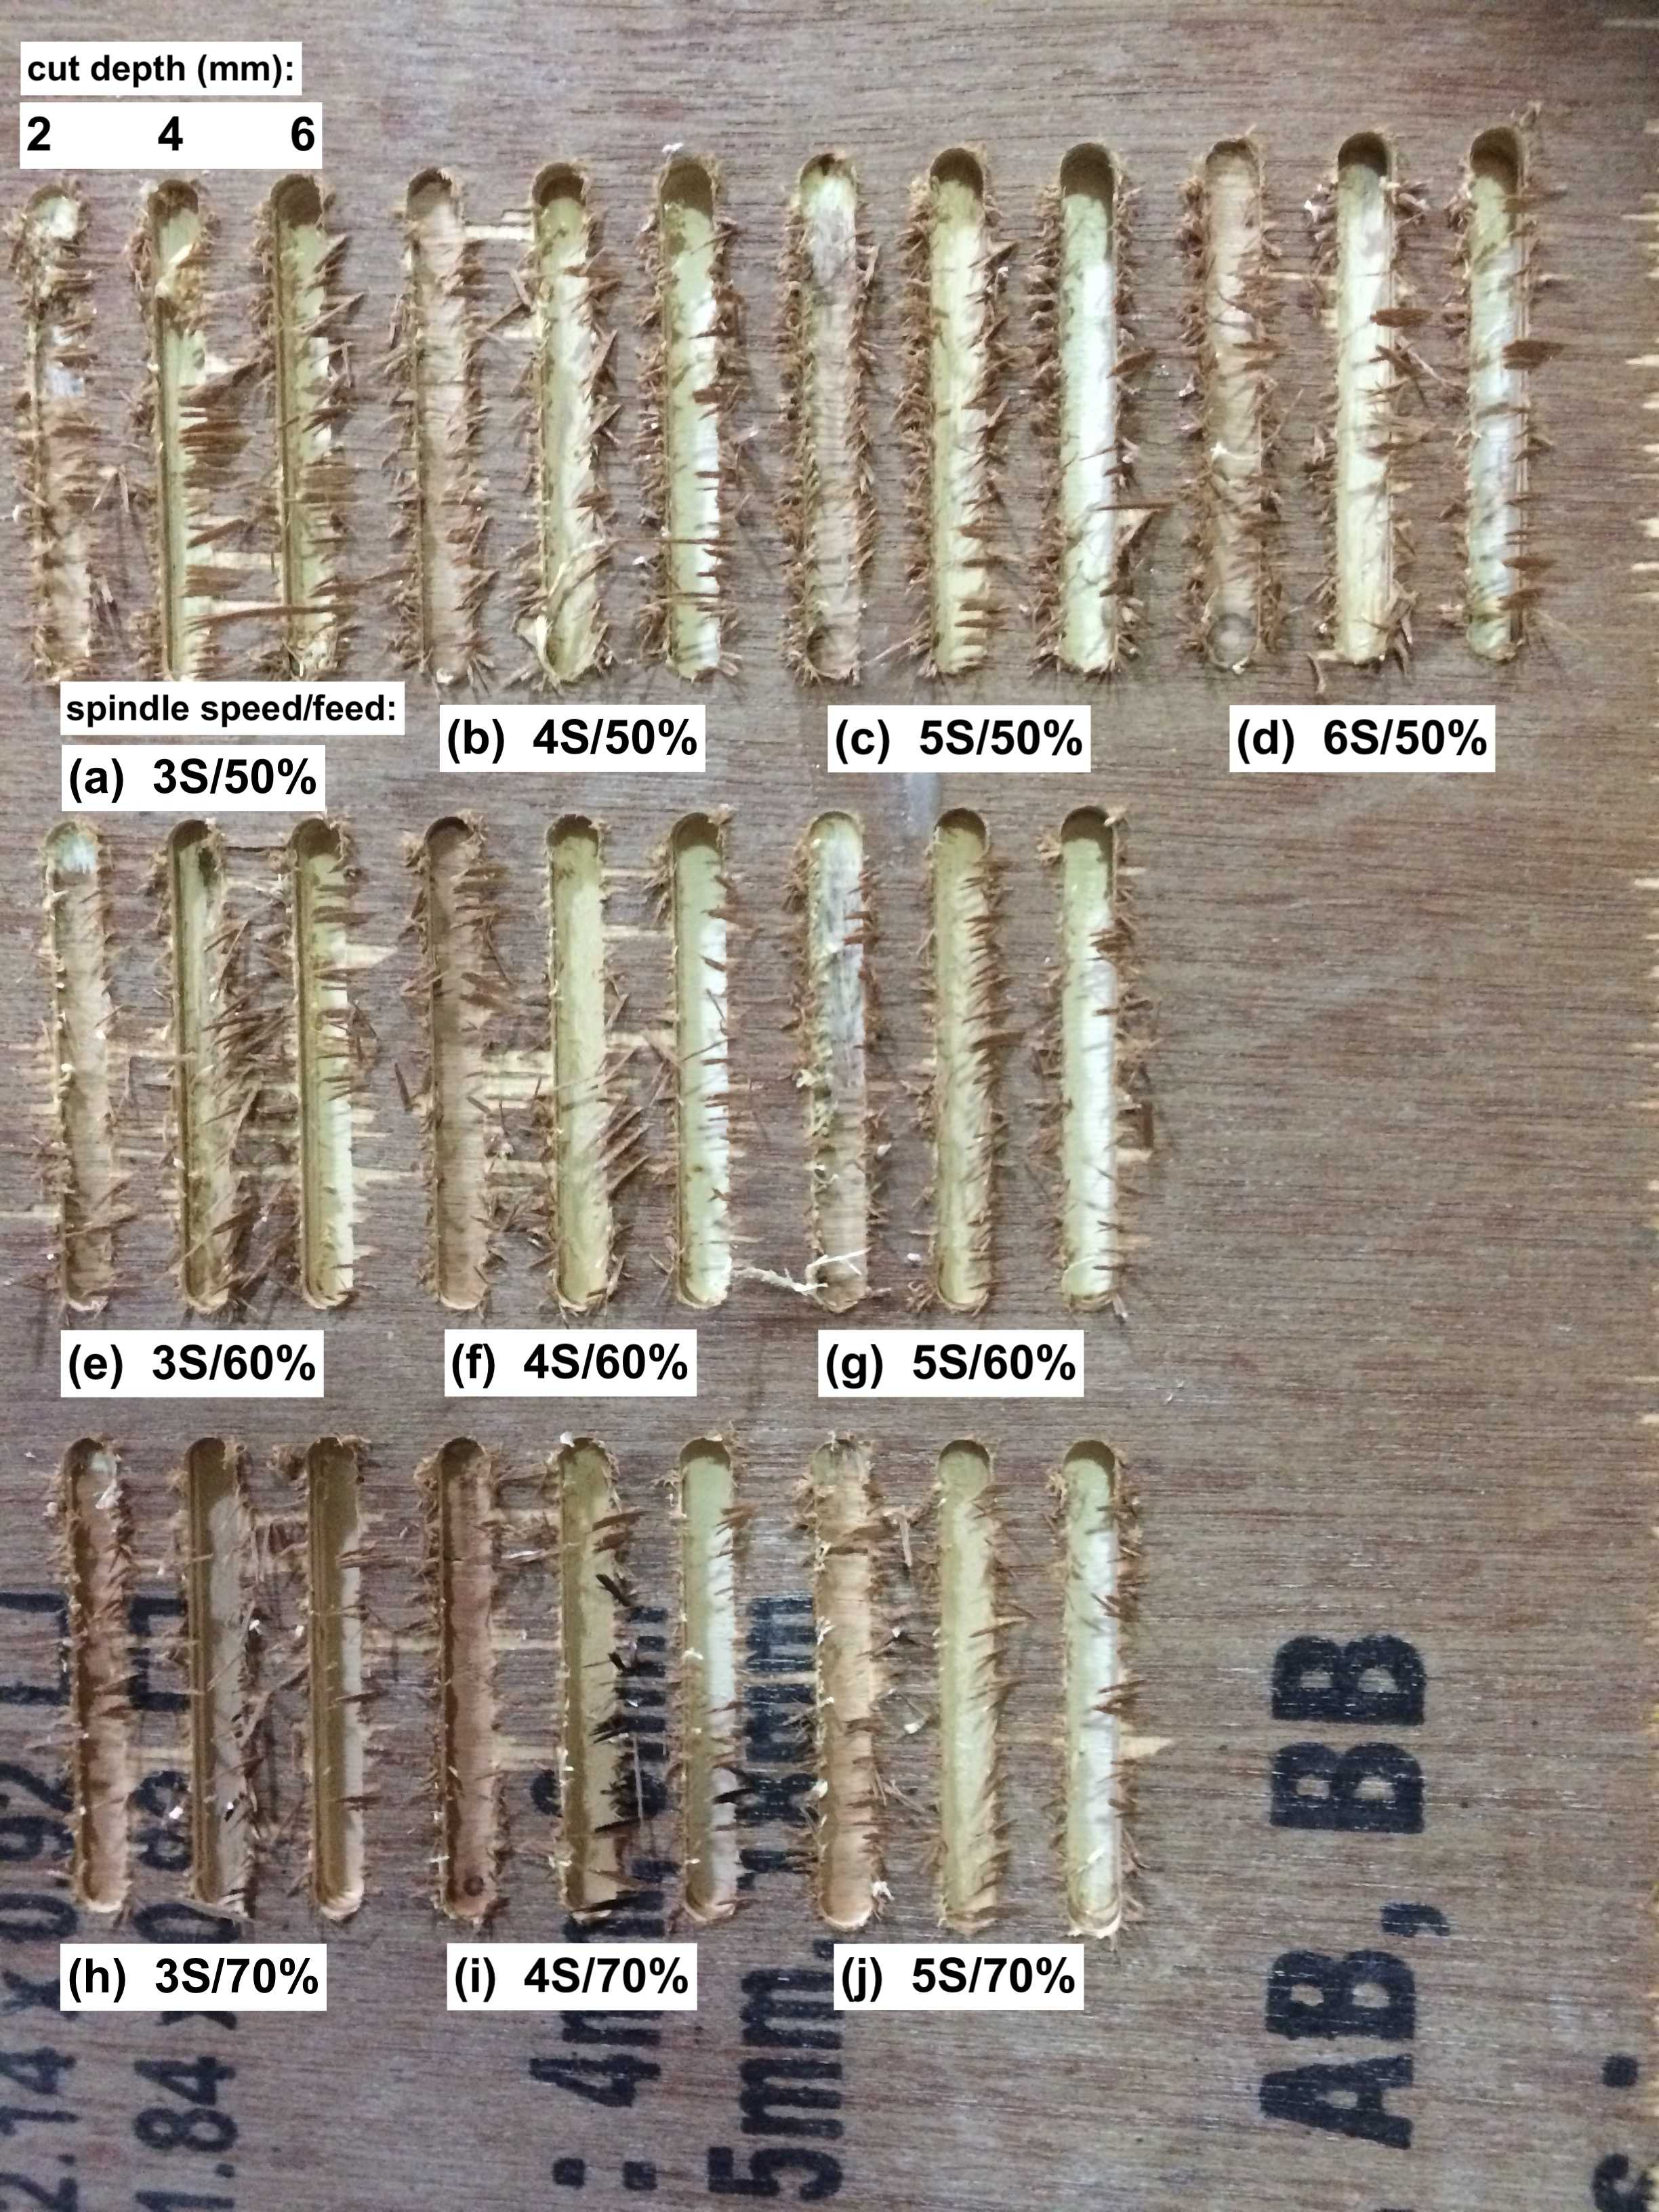 cut depth (mm):
2 4 6
spindle speed/feed:
(a) 3S/50%
(b) 4S/50%
(c) 5S/50%
(d) 6S/50%
(e) 3S/60%
(f) 4S/60%
(g) 5S/60%
(h) 3S/70%
(i) 4S/70%
(j) 5S/70%
AB, BB
5mm,